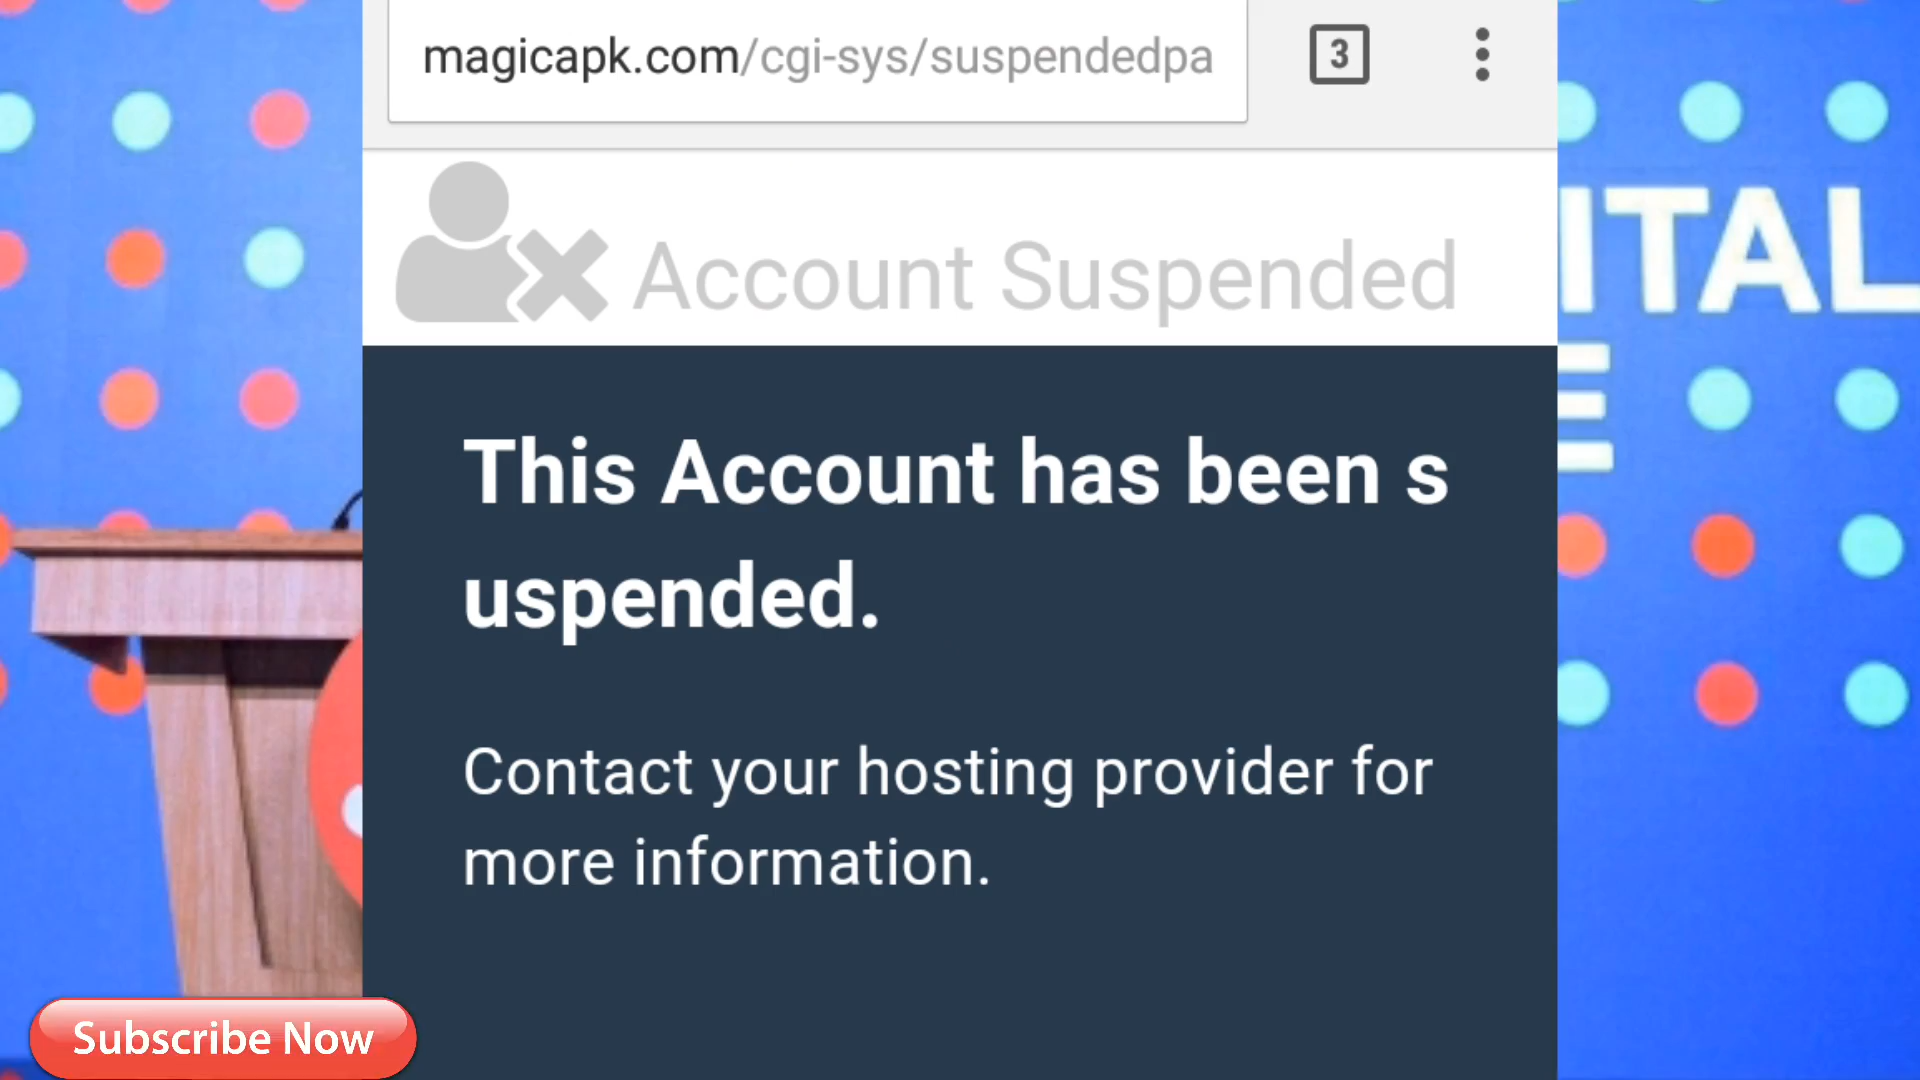 magicapk.com/cgi-sys/suspendedpa
3
Account Suspended
ITAL
E
This Account has been s
uspended.
Contact your hosting provider for
more information.
Subscribe Now